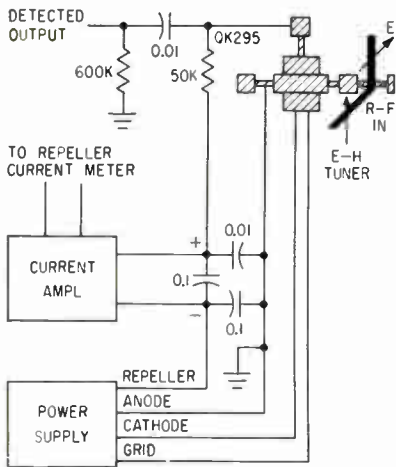 DETECTED
OUTPUT
0.01
QK295
E
600K
50K
R-F
IN
E-H
TUNER
TO REPELLER
CURRENT METER
+
0.01
CURRENT
AMPL
0.1
−
0.1
REPELLER
ANODE
POWER
SUPPLY
CATHODE
GRID